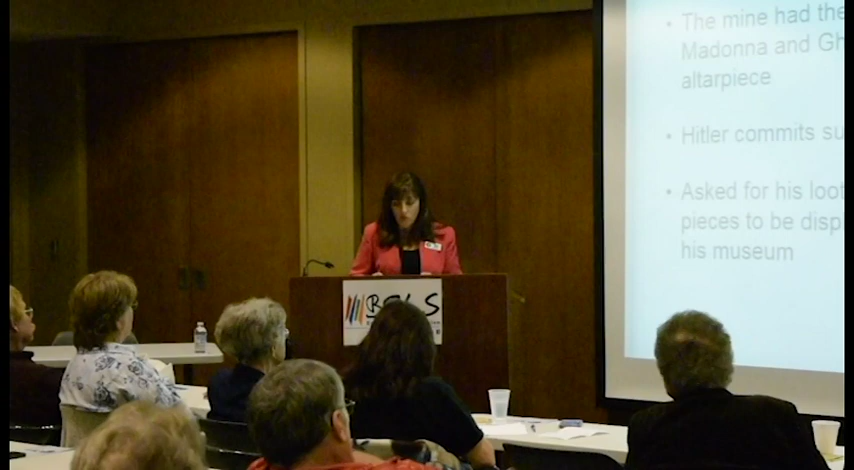 • The mine had the
Madonna and Gh
altarpiece
• Hitler commits su
• Asked for his loot
pieces to be disp
his museum